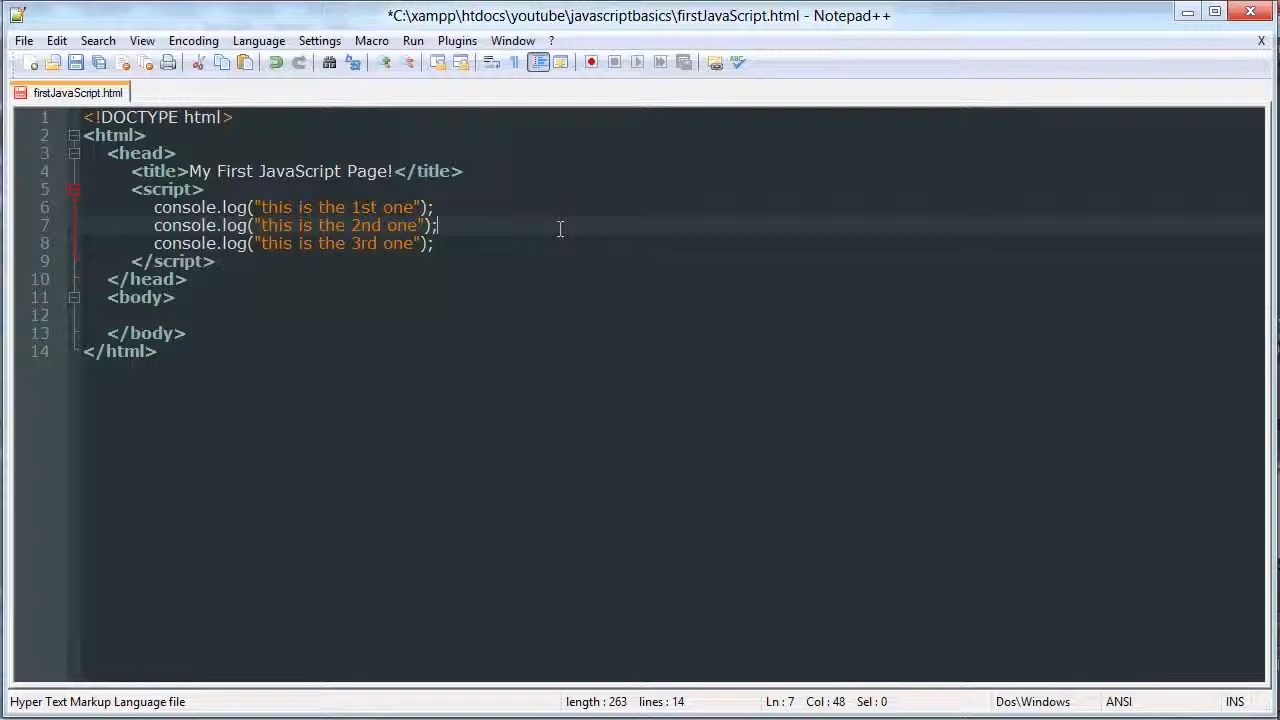 *C:\xampp\htdocs\youtube\javascriptbasics\firstJavaScript.html - Notepad++
File Edit Search View Encoding Language Settings Macro Run Plugins Window ? X
firstJavaScript.html
1 <!DOCTYPE html>
2 <html>
3 <head>
4 <title>My First JavaScript Page!</title>
5 <script>
6 console.log("this is the 1st one");
7 console.log("this is the 2nd one");
8 console.log("this is the 3rd one");
9 </script>
10 </head>
11 <body>
12
13 </body>
14 </html>
Hyper Text Markup Language file length : 263 lines : 14 Ln : 7 Col : 48 Sel : 0 Dos\Windows ANSI INS